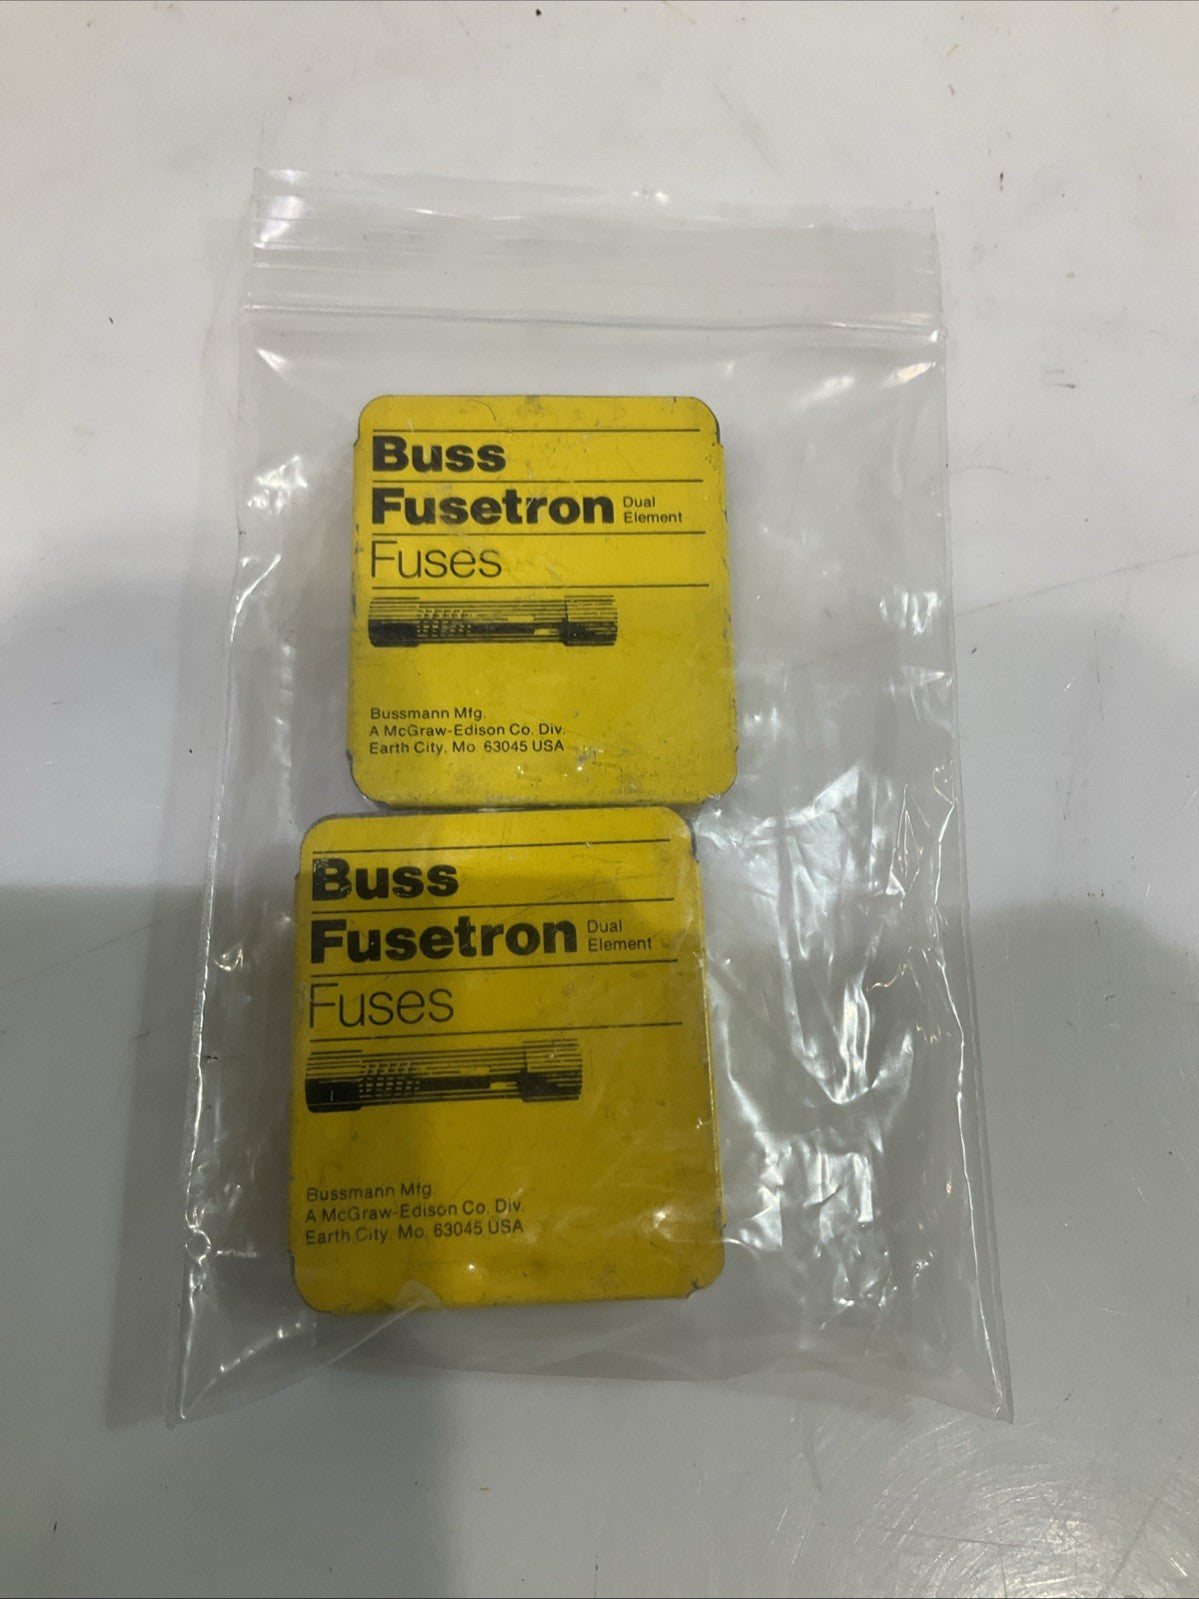 Buss
Fusetron Dual
Element
Fuses
Bussmann Mfg.
A McGraw-Edison Co. Div.
Earth City, Mo. 63045 USA
Buss
Fusetron Dual
Element
Fuses
Bussmann Mfg.
A McGraw-Edison Co. Div.
Earth City, Mo. 63045 USA